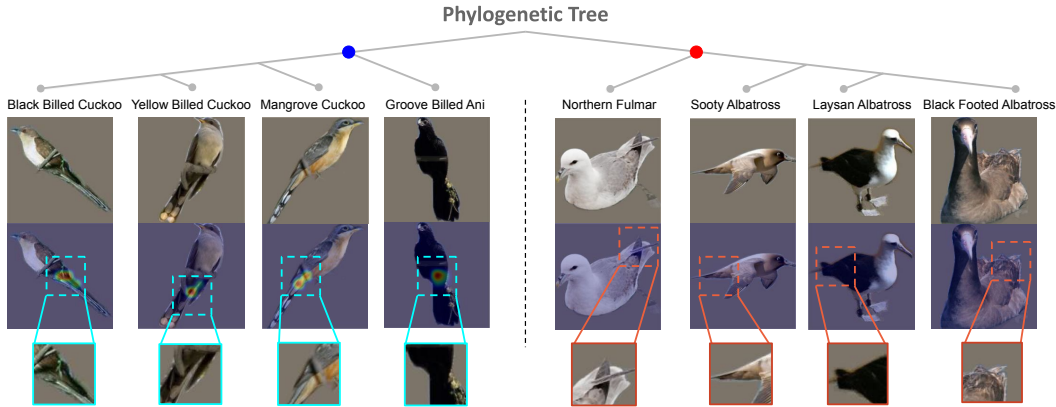 Phylogenetic Tree
Black Billed Cuckoo Yellow Billed Cuckoo Mangrove Cuckoo Groove Billed Ani Northern Fulmar Sooty Albatross Laysan Albatross Black Footed Albatross